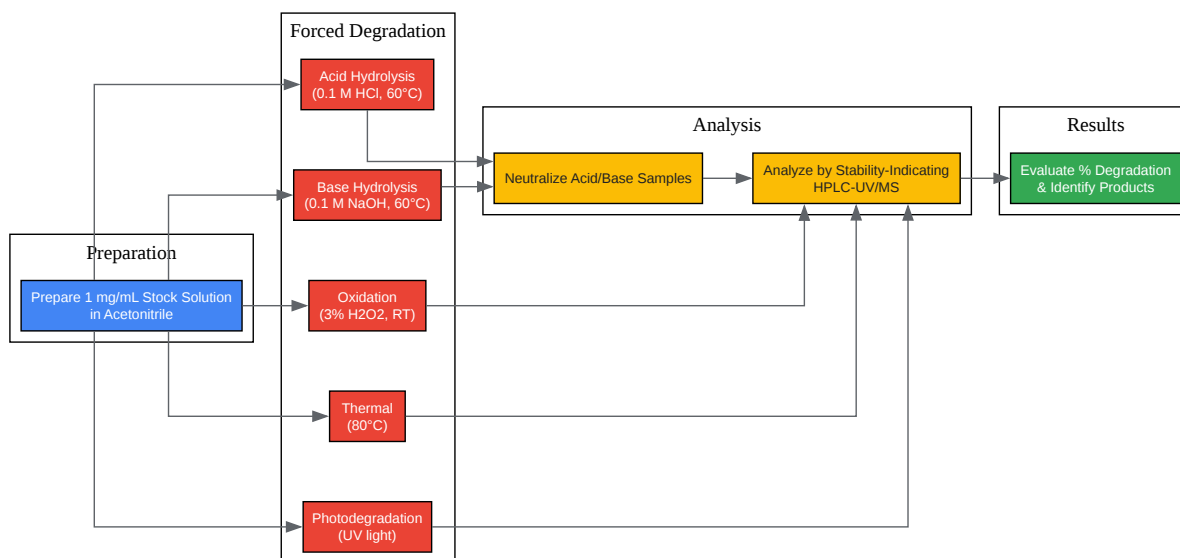 Preparation
Prepare 1 mg/mL Stock Solution
in Acetonitrile
Forced Degradation
Acid Hydrolysis
(0.1 M HCl, 60°C)
Base Hydrolysis
(0.1 M NaOH, 60°C)
Oxidation
(3% H2O2, RT)
Thermal
(80°C)
Photodegradation
(UV light)
Analysis
Neutralize Acid/Base Samples
Analyze by Stability-Indicating
HPLC-UV/MS
Results
Evaluate % Degradation
& Identify Products